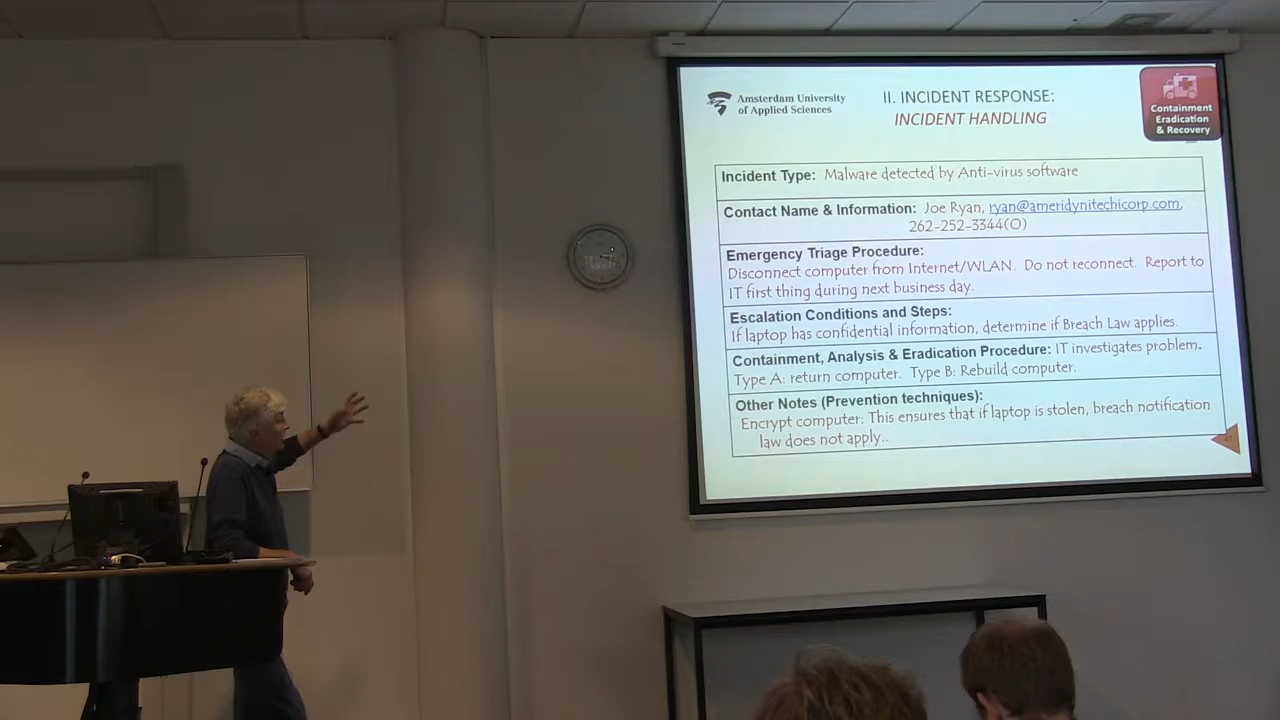 Amsterdam University
of Applied Sciences
II. INCIDENT RESPONSE:
INCIDENT HANDLING
Containment
Eradication
& Recovery
Incident Type: Malware detected by Anti-virus software
Contact Name & Information: Joe Ryan, ryan@ameridynitechicorp.com,
262-252-3344(O)
Emergency Triage Procedure:
Disconnect computer from Internet/WLAN. Do not reconnect. Report to
IT first thing during next business day.
Escalation Conditions and Steps:
If laptop has confidential information, determine if Breach Law applies.
Containment, Analysis & Eradication Procedure: IT investigates problem.
Type A: return computer. Type B: Rebuild computer.
Other Notes (Prevention techniques):
Encrypt computer: This ensures that if laptop is stolen, breach notification
law does not apply..